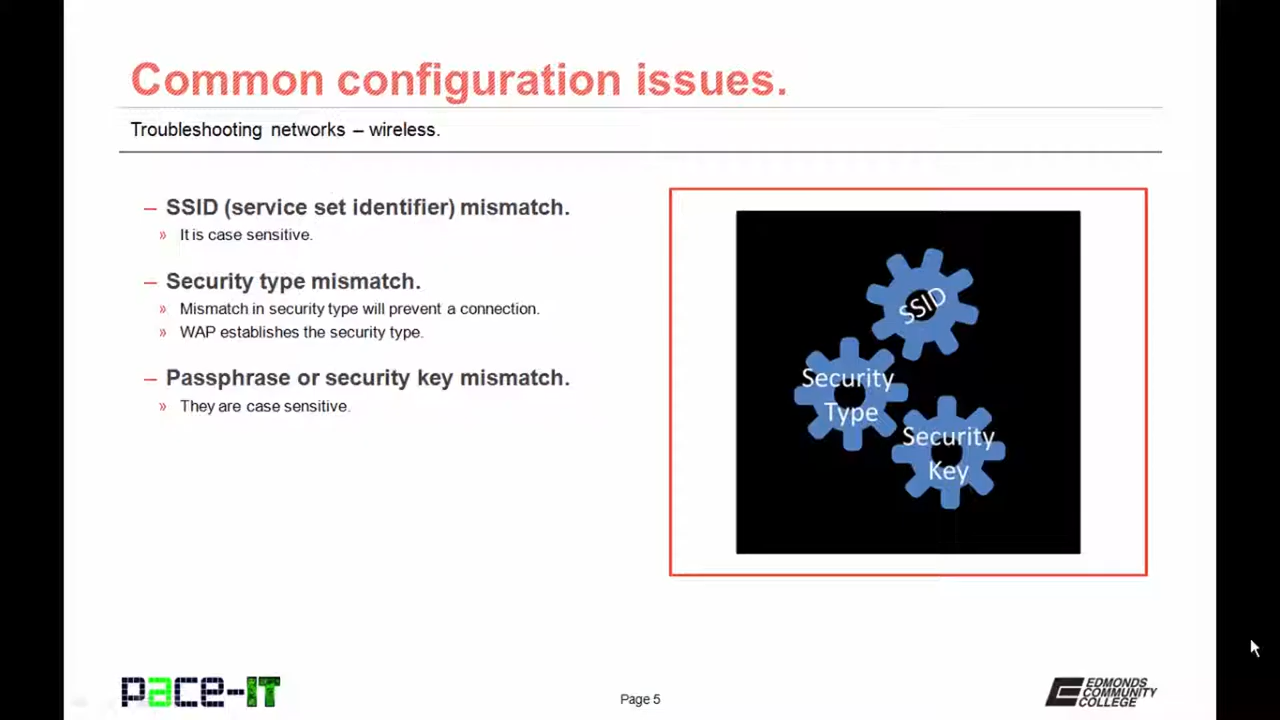 Common configuration issues.
Troubleshooting networks – wireless.
– SSID (service set identifier) mismatch.
» It is case sensitive.
– Security type mismatch.
» Mismatch in security type will prevent a connection.
» WAP establishes the security type.
– Passphrase or security key mismatch.
» They are case sensitive.
SSID
Security
Type
Security
Key
pace-IT
Page 5
EDMONDS
COMMUNITY
COLLEGE